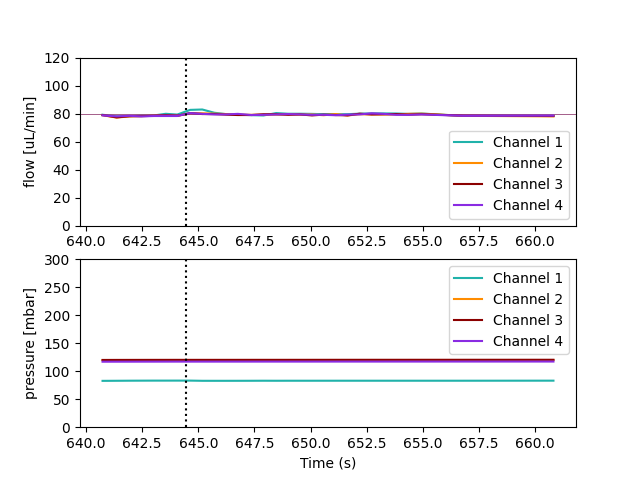 120
100
80
60
40
20
0
flow [uL/min]
Channel 1
Channel 2
Channel 3
Channel 4
640.0 642.5 645.0 647.5 650.0 652.5 655.0 657.5 660.0
300
250
200
150
100
50
0
pressure [mbar]
Channel 1
Channel 2
Channel 3
Channel 4
640.0 642.5 645.0 647.5 650.0 652.5 655.0 657.5 660.0
Time (s)